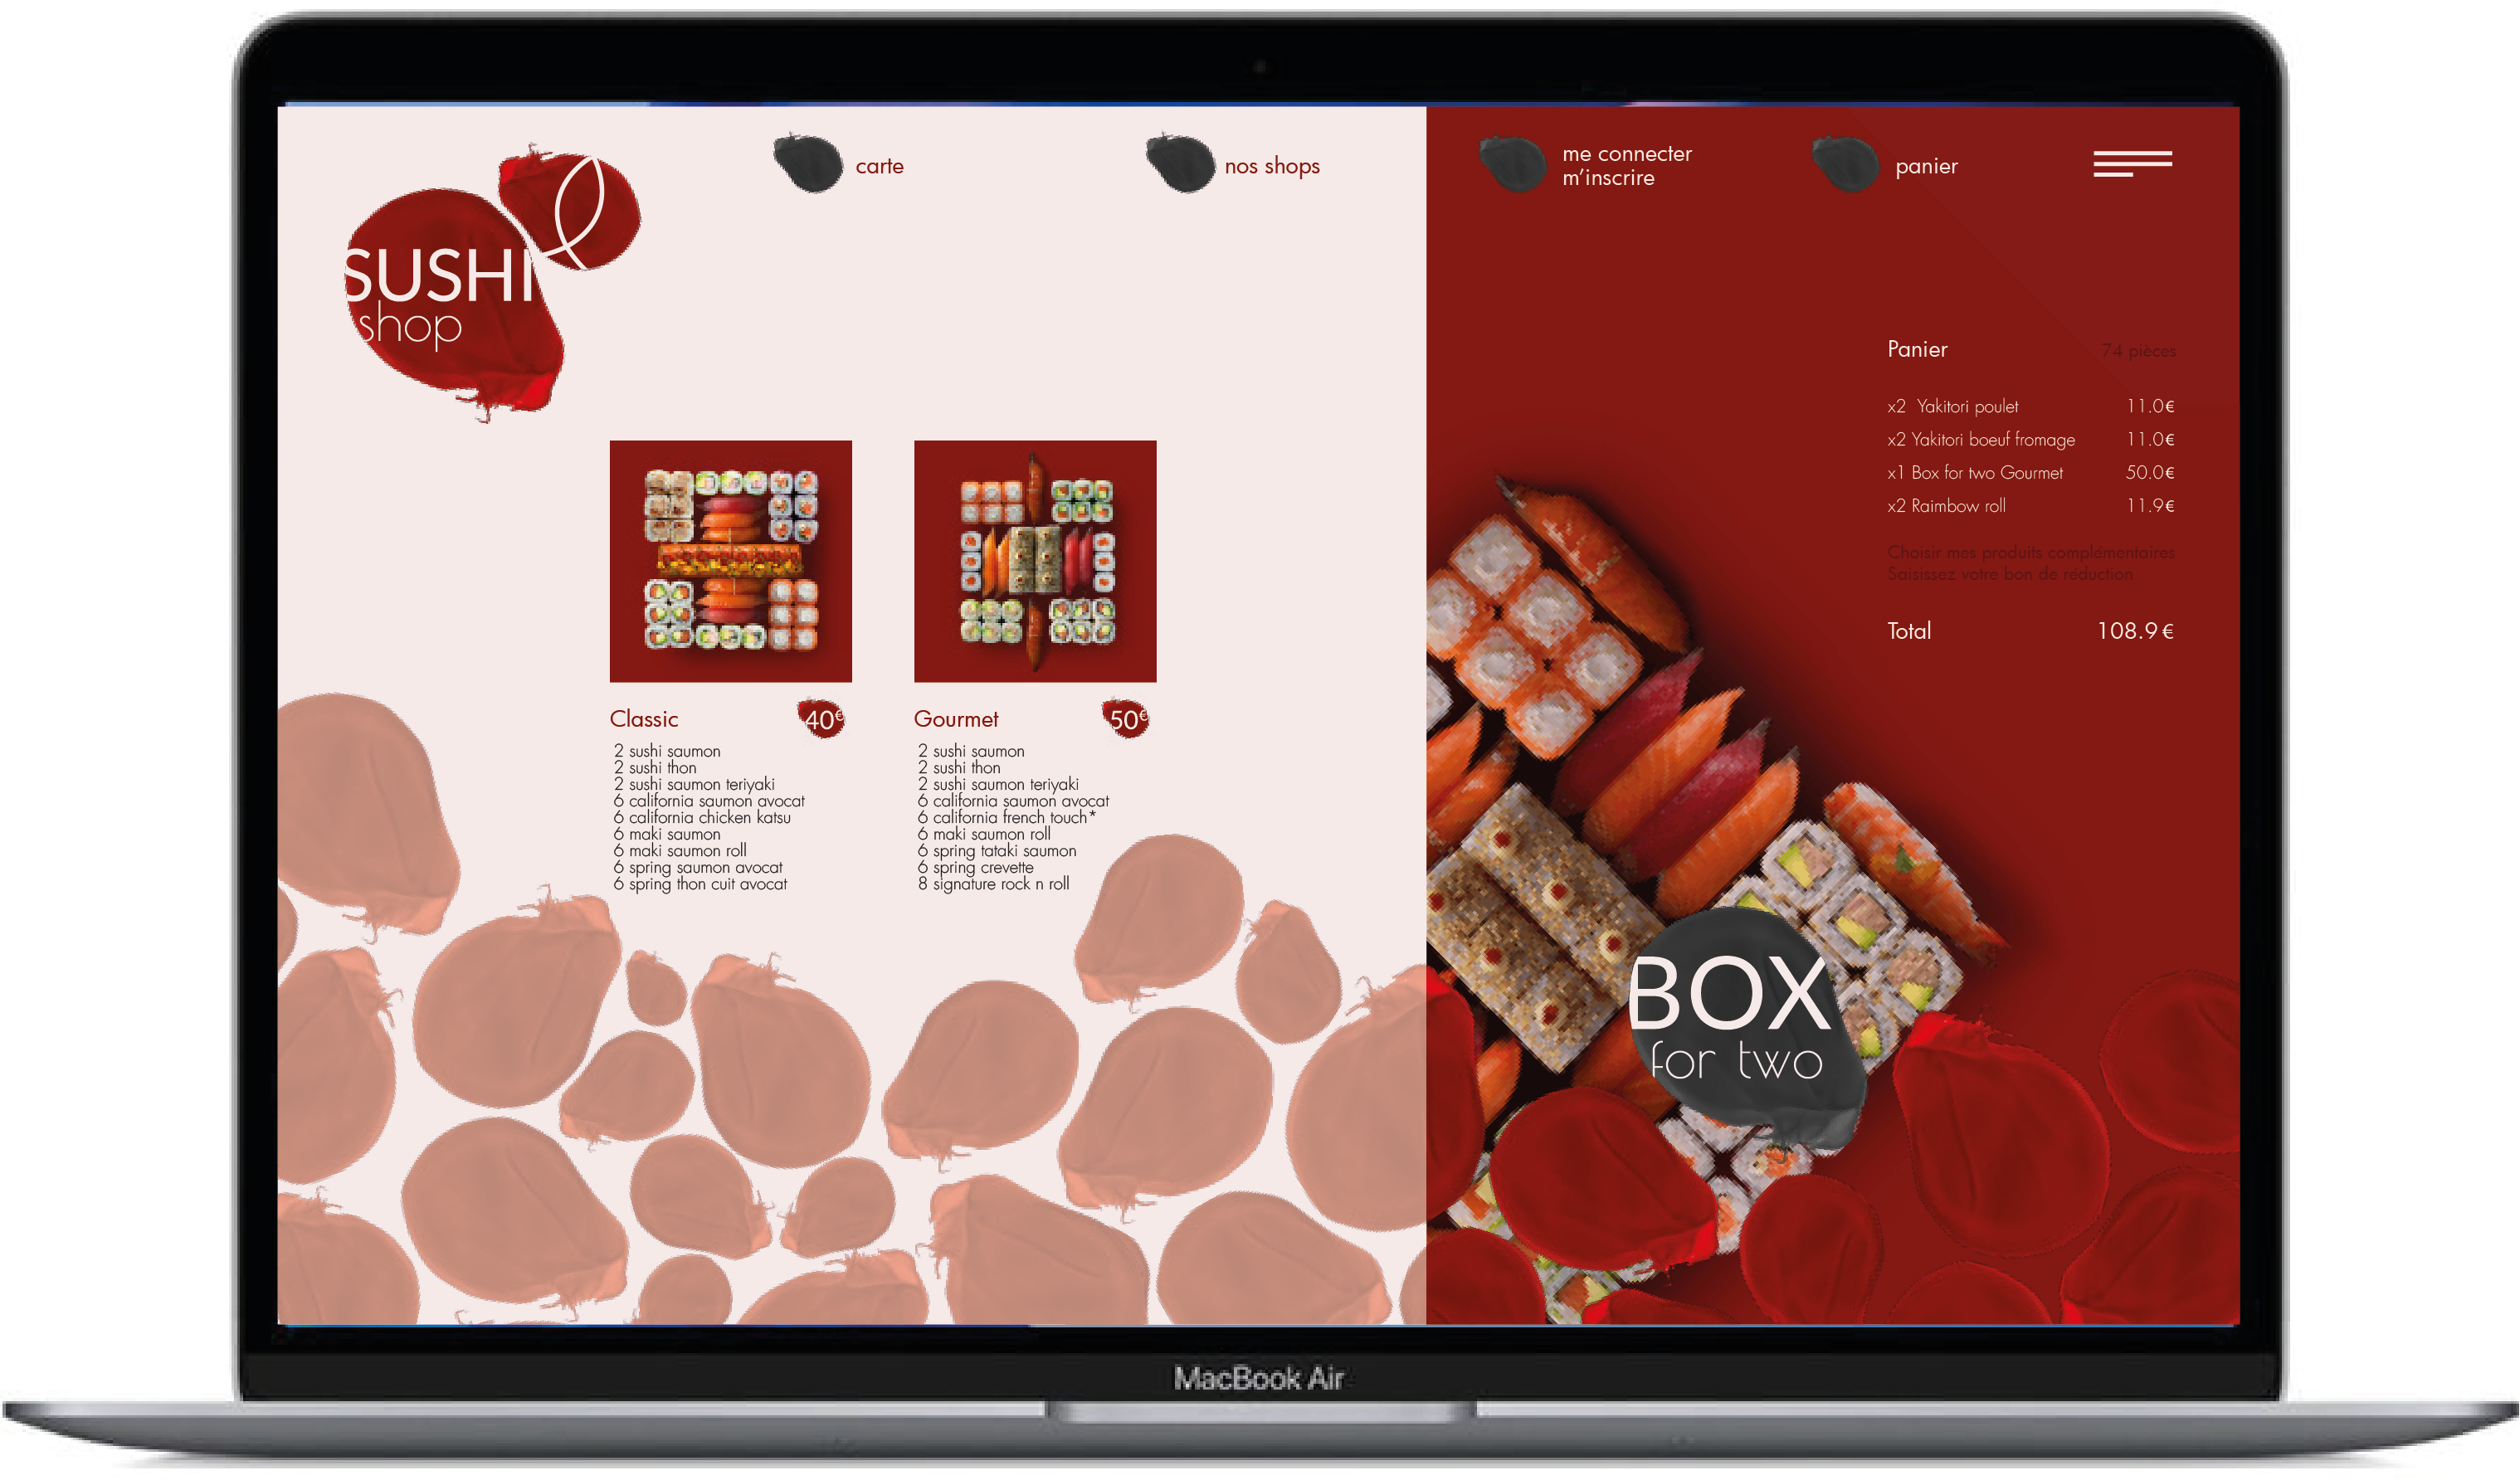 carte
nos shops
me connecter
m'inscrire
panier
SUSHI
shop
Panier 74 pièces
x2 Yakitori poulet 11.0€
x2 Yakitori boeuf fromage 11.0€
x1 Box for two Gourmet 50.0€
x2 Raimbow roll 11.9€
Choisir mes produits complémentaires
Saisissez votre bon de réduction
Total 108.9 €
Classic 40€
2 sushi saumon
2 sushi thon
2 sushi saumon teriyaki
6 california saumon avocat
6 california chicken katsu
6 maki saumon
6 maki saumon roll
6 spring saumon avocat
6 spring thon cuit avocat
Gourmet 50€
2 sushi saumon
2 sushi thon
2 sushi saumon teriyaki
6 california saumon avocat
6 california french touch*
6 maki saumon roll
6 spring tataki saumon
6 spring crevette
8 signature rock n roll
BOX
for two
MacBook Air